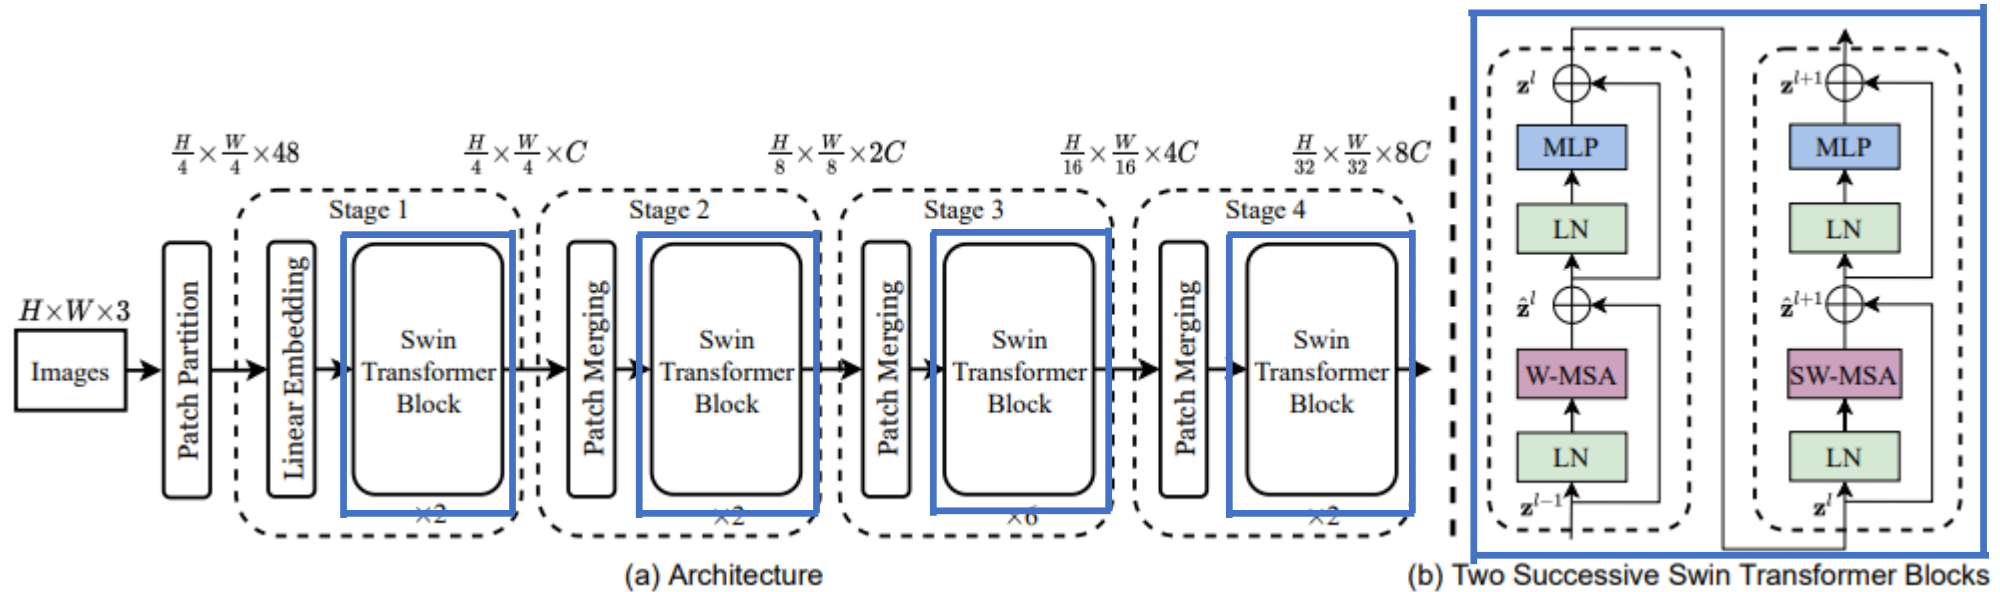 H/4 × W/4 × 48
H/4 × W/4 × C
H/8 × W/8 × 2C
H/16 × W/16 × 4C
H/32 × W/32 × 8C
H×W×3
Images
Patch Partition
Stage 1
Linear Embedding
Swin
Transformer
Block
×2
Stage 2
Patch Merging
Swin
Transformer
Block
×2
Stage 3
Patch Merging
Swin
Transformer
Block
×6
Stage 4
Patch Merging
Swin
Transformer
Block
×2
(a) Architecture
z^l
MLP
LN
ẑ^l
W-MSA
LN
z^{l-1}
z^{l+1}
MLP
LN
ẑ^{l+1}
SW-MSA
LN
z^l
(b) Two Successive Swin Transformer Blocks